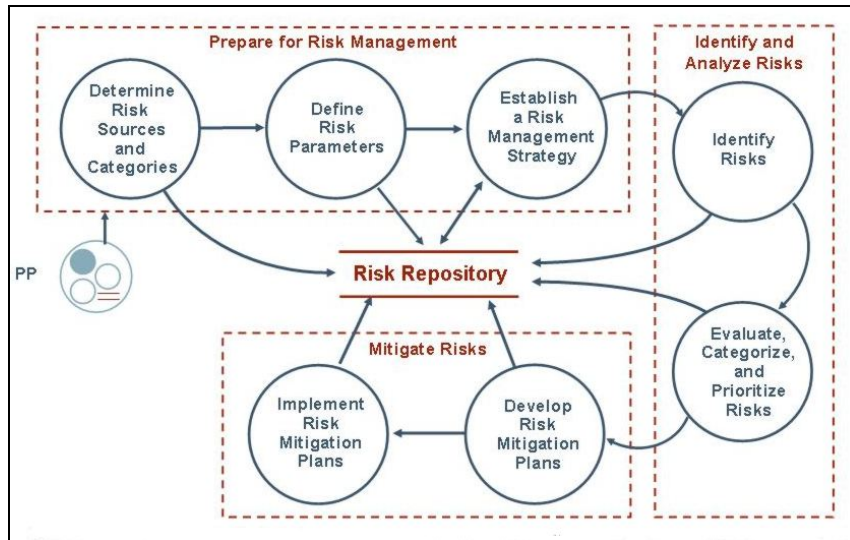 Prepare for Risk Management
Determine
Risk
Sources
and
Categories
Define
Risk
Parameters
Establish
a Risk
Management
Strategy
Identify and
Analyze Risks
Identify
Risks
PP
Risk Repository
Evaluate,
Categorize,
and
Prioritize
Risks
Mitigate Risks
Implement
Risk
Mitigation
Plans
Develop
Risk
Mitigation
Plans